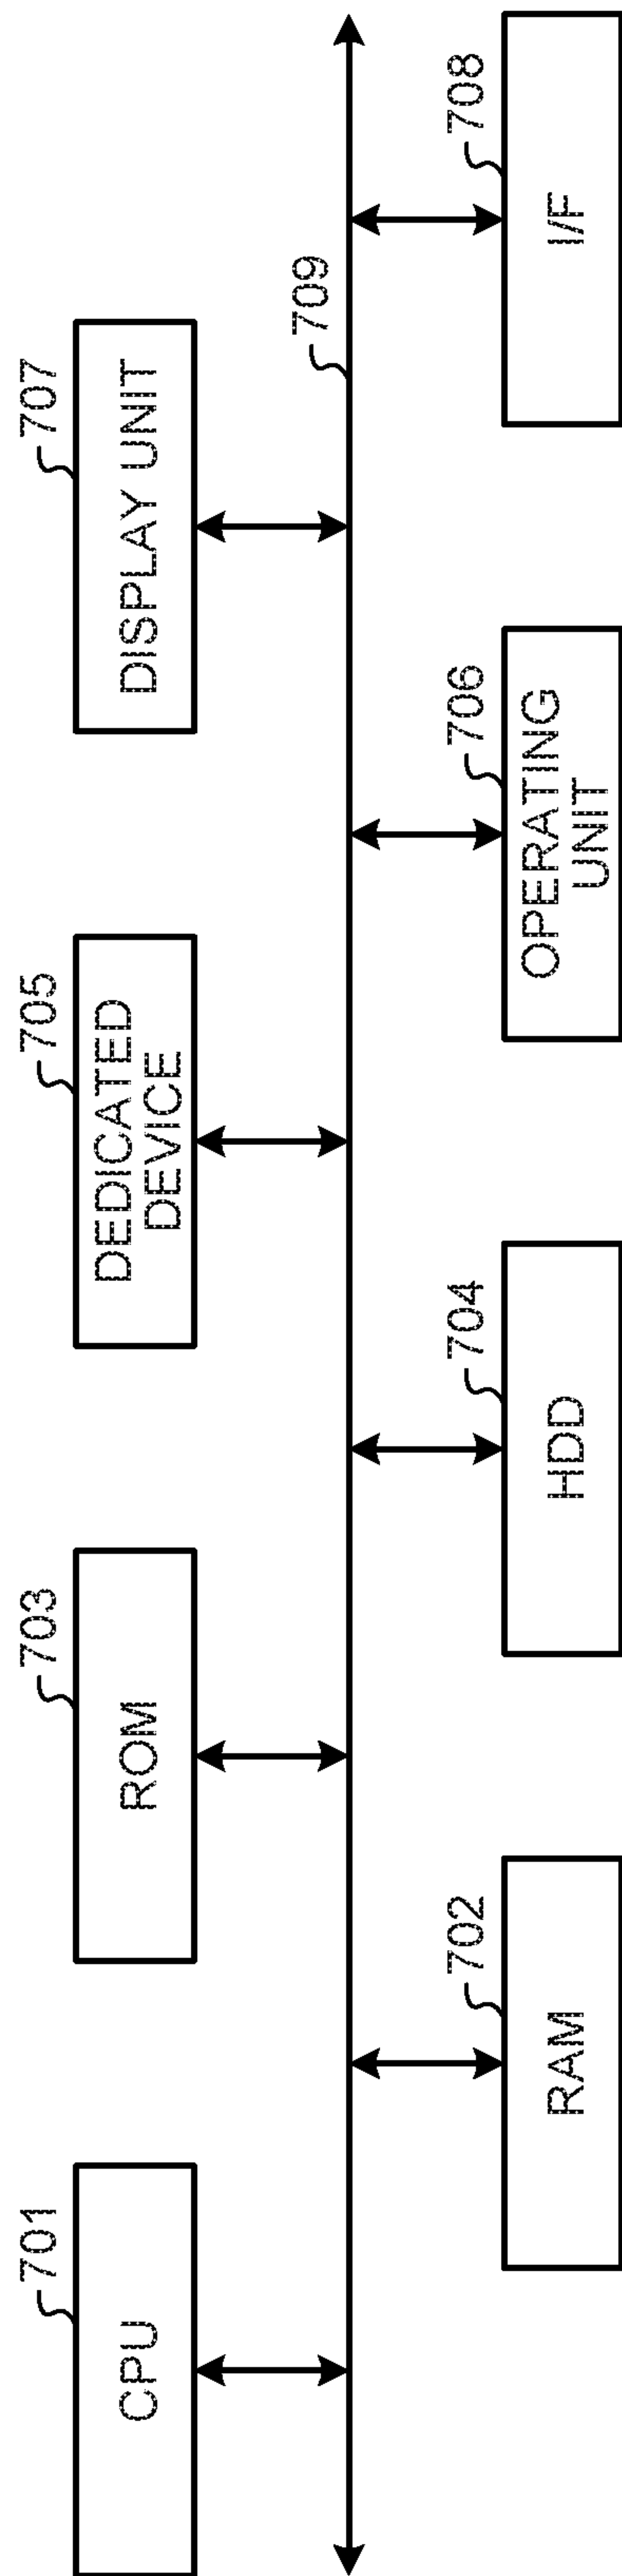 701
CPU
703
ROM
705
DEDICATED
DEVICE
707
DISPLAY UNIT
709
702
RAM
704
HDD
706
OPERATING
UNIT
708
I/F